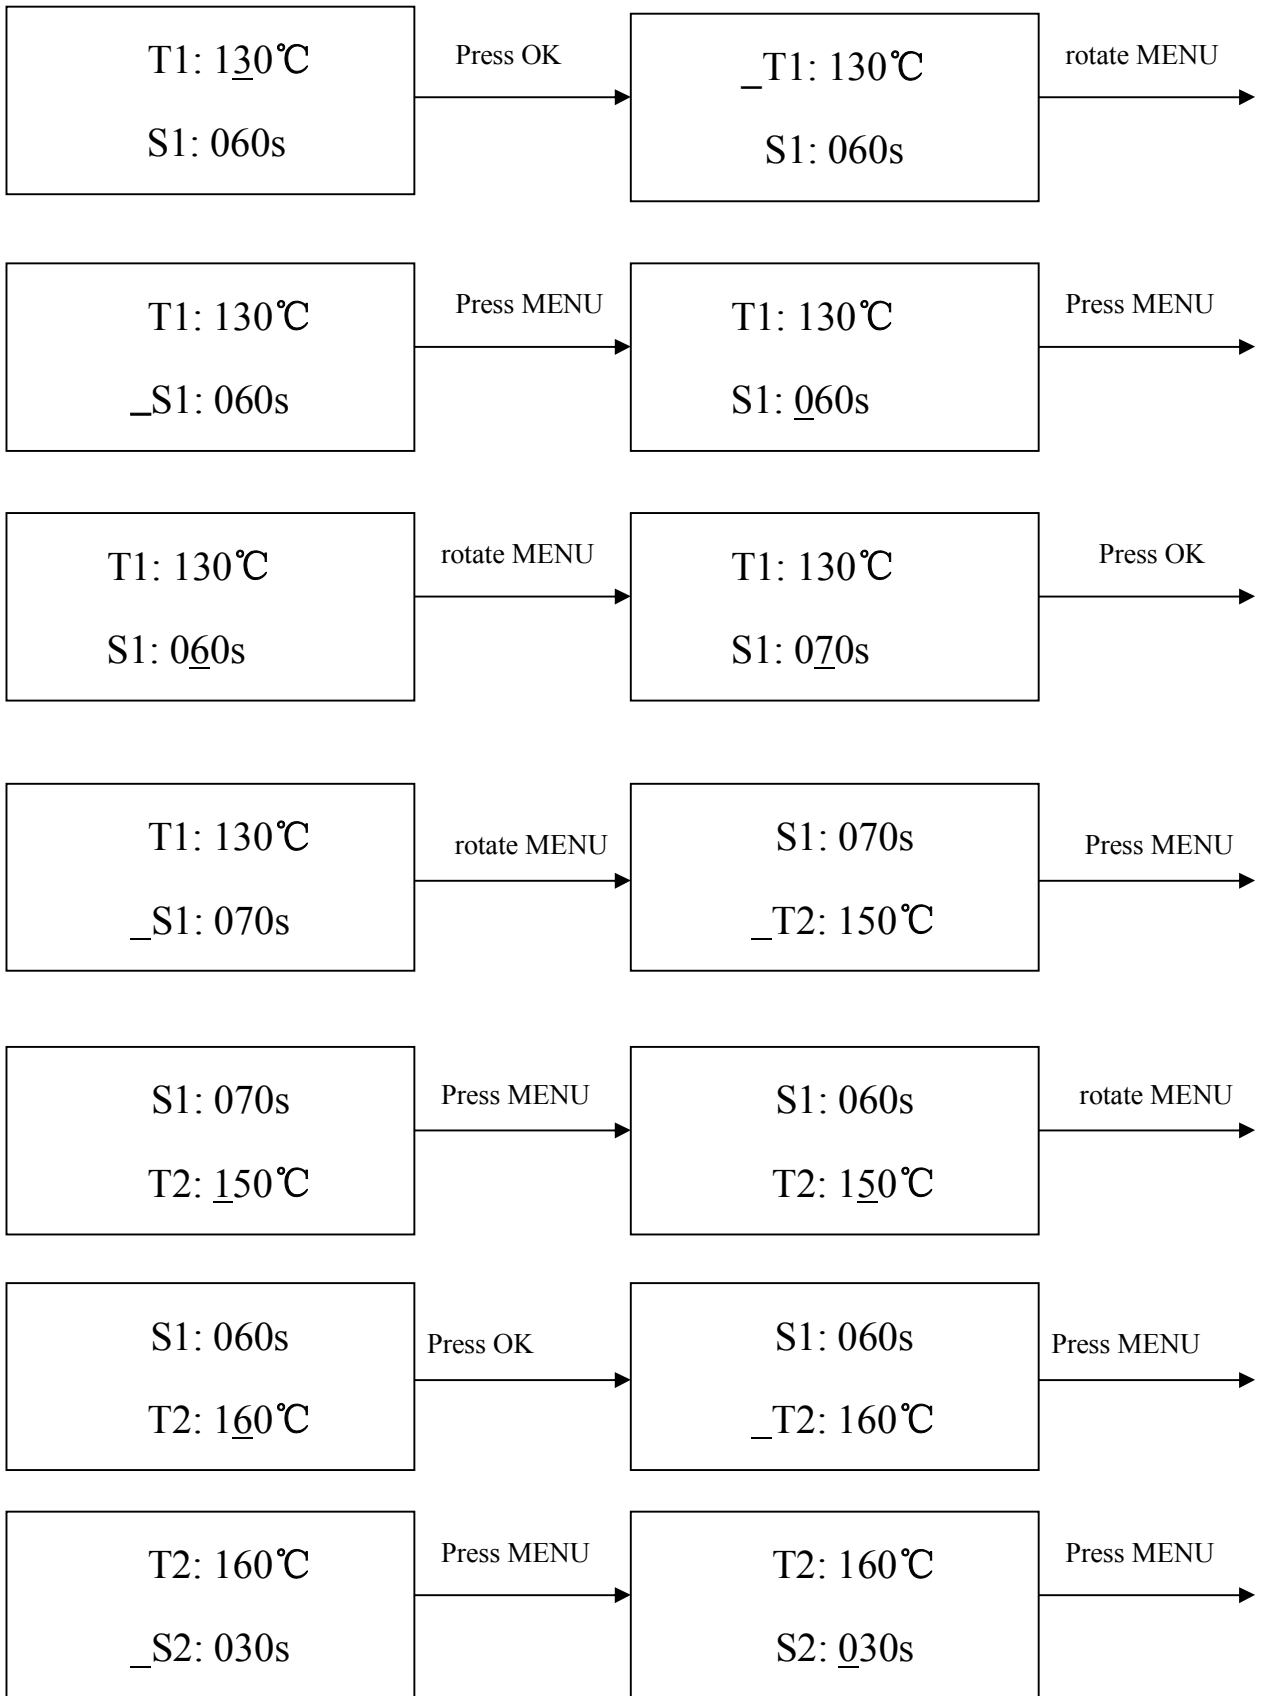 T1: 130℃
S1: 060s
Press OK
_T1: 130℃
S1: 060s
rotate MENU
T1: 130℃
_S1: 060s
Press MENU
T1: 130℃
S1: 060s
Press MENU
T1: 130℃
S1: 060s
rotate MENU
T1: 130℃
S1: 070s
Press OK
T1: 130℃
_S1: 070s
rotate MENU
S1: 070s
_T2: 150℃
Press MENU
S1: 070s
T2: 150℃
Press MENU
S1: 060s
T2: 150℃
rotate MENU
S1: 060s
T2: 160℃
Press OK
S1: 060s
_T2: 160℃
Press MENU
T2: 160℃
_S2: 030s
Press MENU
T2: 160℃
S2: 030s
Press MENU